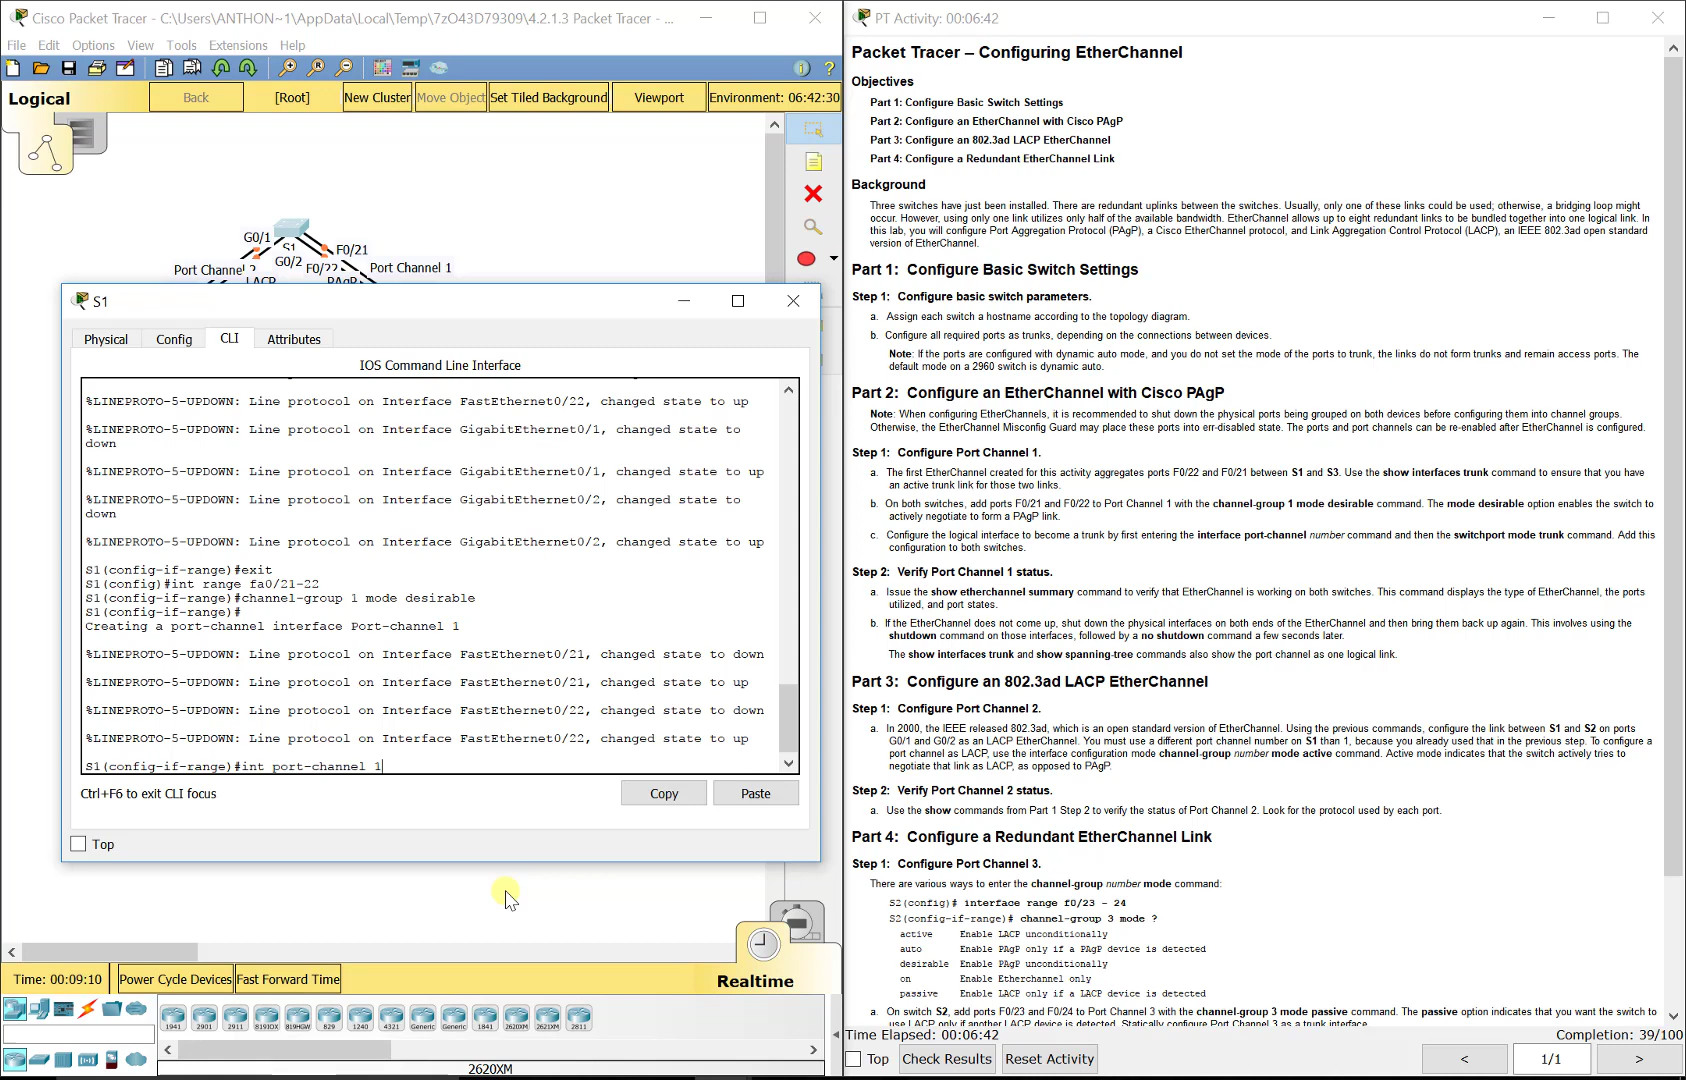 Cisco Packet Tracer - C:\Users\ANTHON~1\AppData\Local\Temp\7zO43D79309\4.2.1.3 Packet Tracer - ...
File Edit Options View Tools Extensions Help
Logical
Back
[Root]
New Cluster
Move Object
Set Tiled Background
Viewport
Environment: 06:42:30
G0/1
S1
F0/21
G0/2
F0/22
Port Channel 2
Port Channel 1
LACP
PAgP
S1
Physical
Config
CLI
Attributes
IOS Command Line Interface
%LINEPROTO-5-UPDOWN: Line protocol on Interface FastEthernet0/22, changed state to up
%LINEPROTO-5-UPDOWN: Line protocol on Interface GigabitEthernet0/1, changed state to
down
%LINEPROTO-5-UPDOWN: Line protocol on Interface GigabitEthernet0/1, changed state to up
%LINEPROTO-5-UPDOWN: Line protocol on Interface GigabitEthernet0/2, changed state to
down
%LINEPROTO-5-UPDOWN: Line protocol on Interface GigabitEthernet0/2, changed state to up
S1(config-if-range)#exit
S1(config)#int range fa0/21-22
S1(config-if-range)#channel-group 1 mode desirable
S1(config-if-range)#
Creating a port-channel interface Port-channel 1
%LINEPROTO-5-UPDOWN: Line protocol on Interface FastEthernet0/21, changed state to down
%LINEPROTO-5-UPDOWN: Line protocol on Interface FastEthernet0/21, changed state to up
%LINEPROTO-5-UPDOWN: Line protocol on Interface FastEthernet0/22, changed state to down
%LINEPROTO-5-UPDOWN: Line protocol on Interface FastEthernet0/22, changed state to up
S1(config-if-range)#int port-channel 1
Ctrl+F6 to exit CLI focus
Copy
Paste
Top
Time: 00:09:10
Power Cycle Devices
Fast Forward Time
Realtime
1941 2901 2911 819IOX 819HGW 829 1240 4321 Generic Generic 1841 2620XM 2621XM 2811
2620XM
PT Activity: 00:06:42
Packet Tracer – Configuring EtherChannel
Objectives
Part 1: Configure Basic Switch Settings
Part 2: Configure an EtherChannel with Cisco PAgP
Part 3: Configure an 802.3ad LACP EtherChannel
Part 4: Configure a Redundant EtherChannel Link
Background
Three switches have just been installed. There are redundant uplinks between the switches. Usually, only one of these links could be used; otherwise, a bridging loop might
occur. However, using only one link utilizes only half of the available bandwidth. EtherChannel allows up to eight redundant links to be bundled together into one logical link. In
this lab, you will configure Port Aggregation Protocol (PAgP), a Cisco EtherChannel protocol, and Link Aggregation Control Protocol (LACP), an IEEE 802.3ad open standard
version of EtherChannel.
Part 1: Configure Basic Switch Settings
Step 1: Configure basic switch parameters.
a. Assign each switch a hostname according to the topology diagram.
b. Configure all required ports as trunks, depending on the connections between devices.
Note: If the ports are configured with dynamic auto mode, and you do not set the mode of the ports to trunk, the links do not form trunks and remain access ports. The
default mode on a 2960 switch is dynamic auto.
Part 2: Configure an EtherChannel with Cisco PAgP
Note: When configuring EtherChannels, it is recommended to shut down the physical ports being grouped on both devices before configuring them into channel groups.
Otherwise, the EtherChannel Misconfig Guard may place these ports into err-disabled state. The ports and port channels can be re-enabled after EtherChannel is configured.
Step 1: Configure Port Channel 1.
a. The first EtherChannel created for this activity aggregates ports F0/22 and F0/21 between S1 and S3. Use the show interfaces trunk command to ensure that you have
an active trunk link for those two links.
b. On both switches, add ports F0/21 and F0/22 to Port Channel 1 with the channel-group 1 mode desirable command. The mode desirable option enables the switch to
actively negotiate to form a PAgP link.
c. Configure the logical interface to become a trunk by first entering the interface port-channel number command and then the switchport mode trunk command. Add this
configuration to both switches.
Step 2: Verify Port Channel 1 status.
a. Issue the show etherchannel summary command to verify that EtherChannel is working on both switches. This command displays the type of EtherChannel, the ports
utilized, and port states.
b. If the EtherChannel does not come up, shut down the physical interfaces on both ends of the EtherChannel and then bring them back up again. This involves using the
shutdown command on those interfaces, followed by a no shutdown command a few seconds later.
The show interfaces trunk and show spanning-tree commands also show the port channel as one logical link.
Part 3: Configure an 802.3ad LACP EtherChannel
Step 1: Configure Port Channel 2.
a. In 2000, the IEEE released 802.3ad, which is an open standard version of EtherChannel. Using the previous commands, configure the link between S1 and S2 on ports
G0/1 and G0/2 as an LACP EtherChannel. You must use a different port channel number on S1 than 1, because you already used that in the previous step. To configure a
port channel as LACP, use the interface configuration mode channel-group number mode active command. Active mode indicates that the switch actively tries to
negotiate that link as LACP, as opposed to PAgP.
Step 2: Verify Port Channel 2 status.
a. Use the show commands from Part 1 Step 2 to verify the status of Port Channel 2. Look for the protocol used by each port.
Part 4: Configure a Redundant EtherChannel Link
Step 1: Configure Port Channel 3.
There are various ways to enter the channel-group number mode command:
S2(config)# interface range f0/23 - 24
S2(config-if-range)# channel-group 3 mode ?
active Enable LACP unconditionally
auto Enable PAgP only if a PAgP device is detected
desirable Enable PAgP unconditionally
on Enable Etherchannel only
passive Enable LACP only if a LACP device is detected
a. On switch S2, add ports F0/23 and F0/24 to Port Channel 3 with the channel-group 3 mode passive command. The passive option indicates that you want the switch to
use LACP only if another LACP device is detected. Statically configure Port Channel 3 as a trunk interface.
Time Elapsed: 00:06:42
Completion: 39/100
Top
Check Results
Reset Activity
<
1/1
>